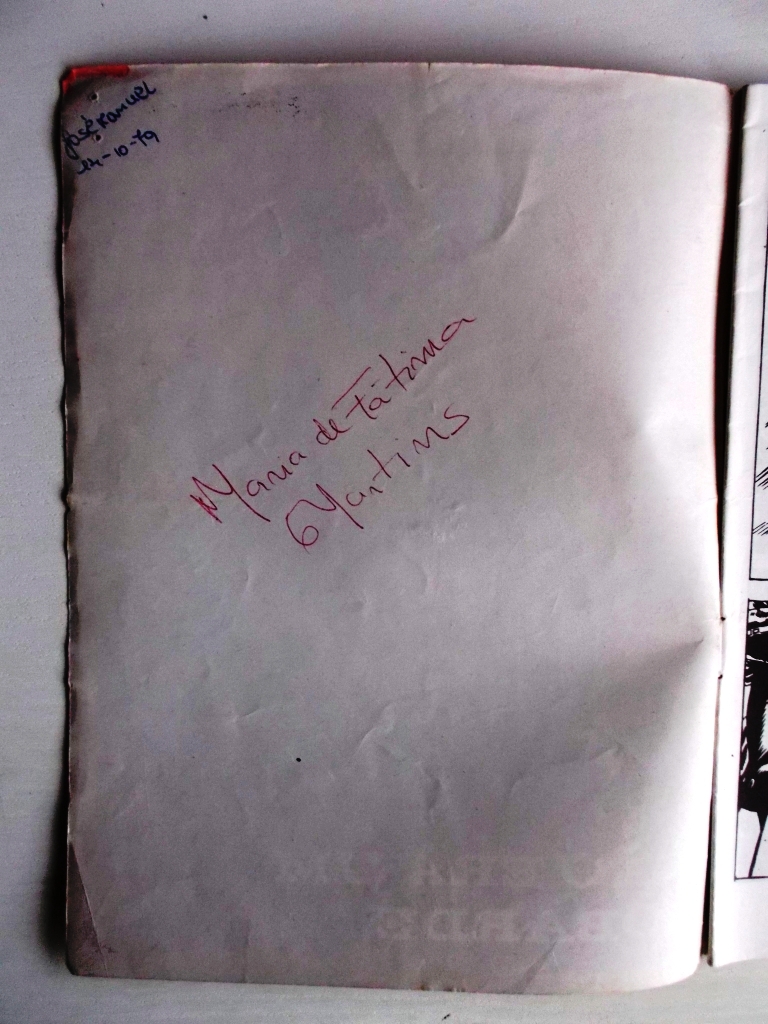 José Manuel
14-10-79
Maria de Fátima
Martins